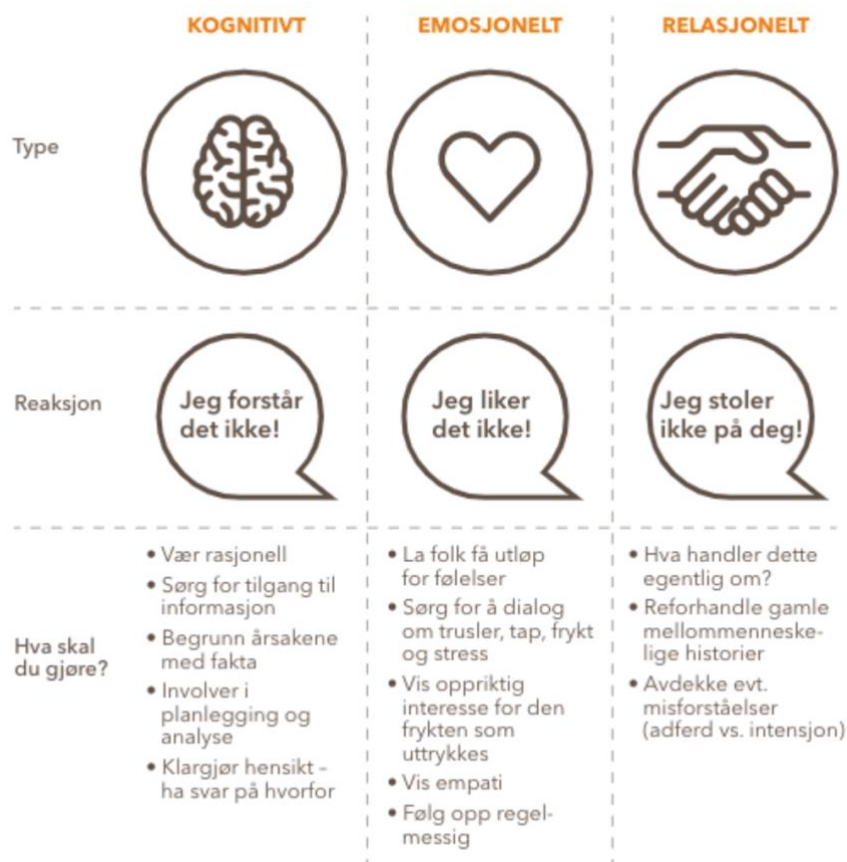 KOGNITIVT
EMOSJONELT
RELASJONELT
Type
Reaksjon
Jeg forstår
det ikke!
Jeg liker
det ikke!
Jeg stoler
ikke på deg!
Hva skal
du gjøre?
• Vær rasjonell
• Sørg for tilgang til
informasjon
• Begrunn årsakene
med fakta
• Involver i
planlegging og
analyse
• Klargjør hensikt –
ha svar på hvorfor
• La folk få utløp
for følelser
• Sørg for å dialog
om trusler, tap, frykt
og stress
• Vis oppriktig
interesse for den
frykten som
uttrykkes
• Vis empati
• Følg opp regel-
messig
• Hva handler dette
egentlig om?
• Reforhandle gamle
mellommenneske-
lige historier
• Avdekke evt.
misforståelser
(adferd vs. intensjon)